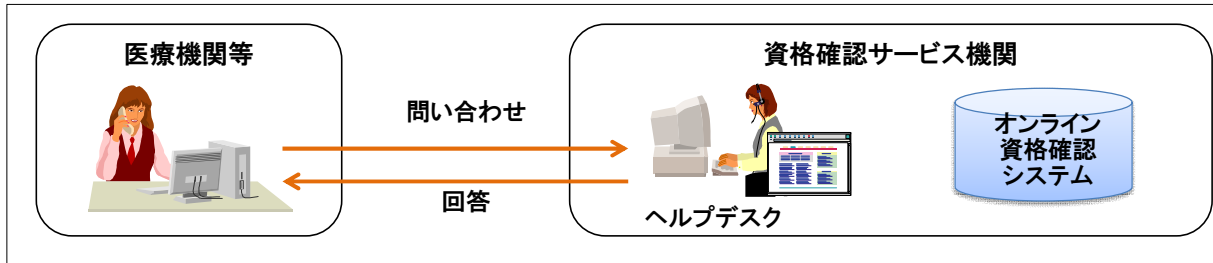 医療機関等
資格確認サービス機関
問い合わせ
回答
ヘルプデスク
オンライン
資格確認
システム